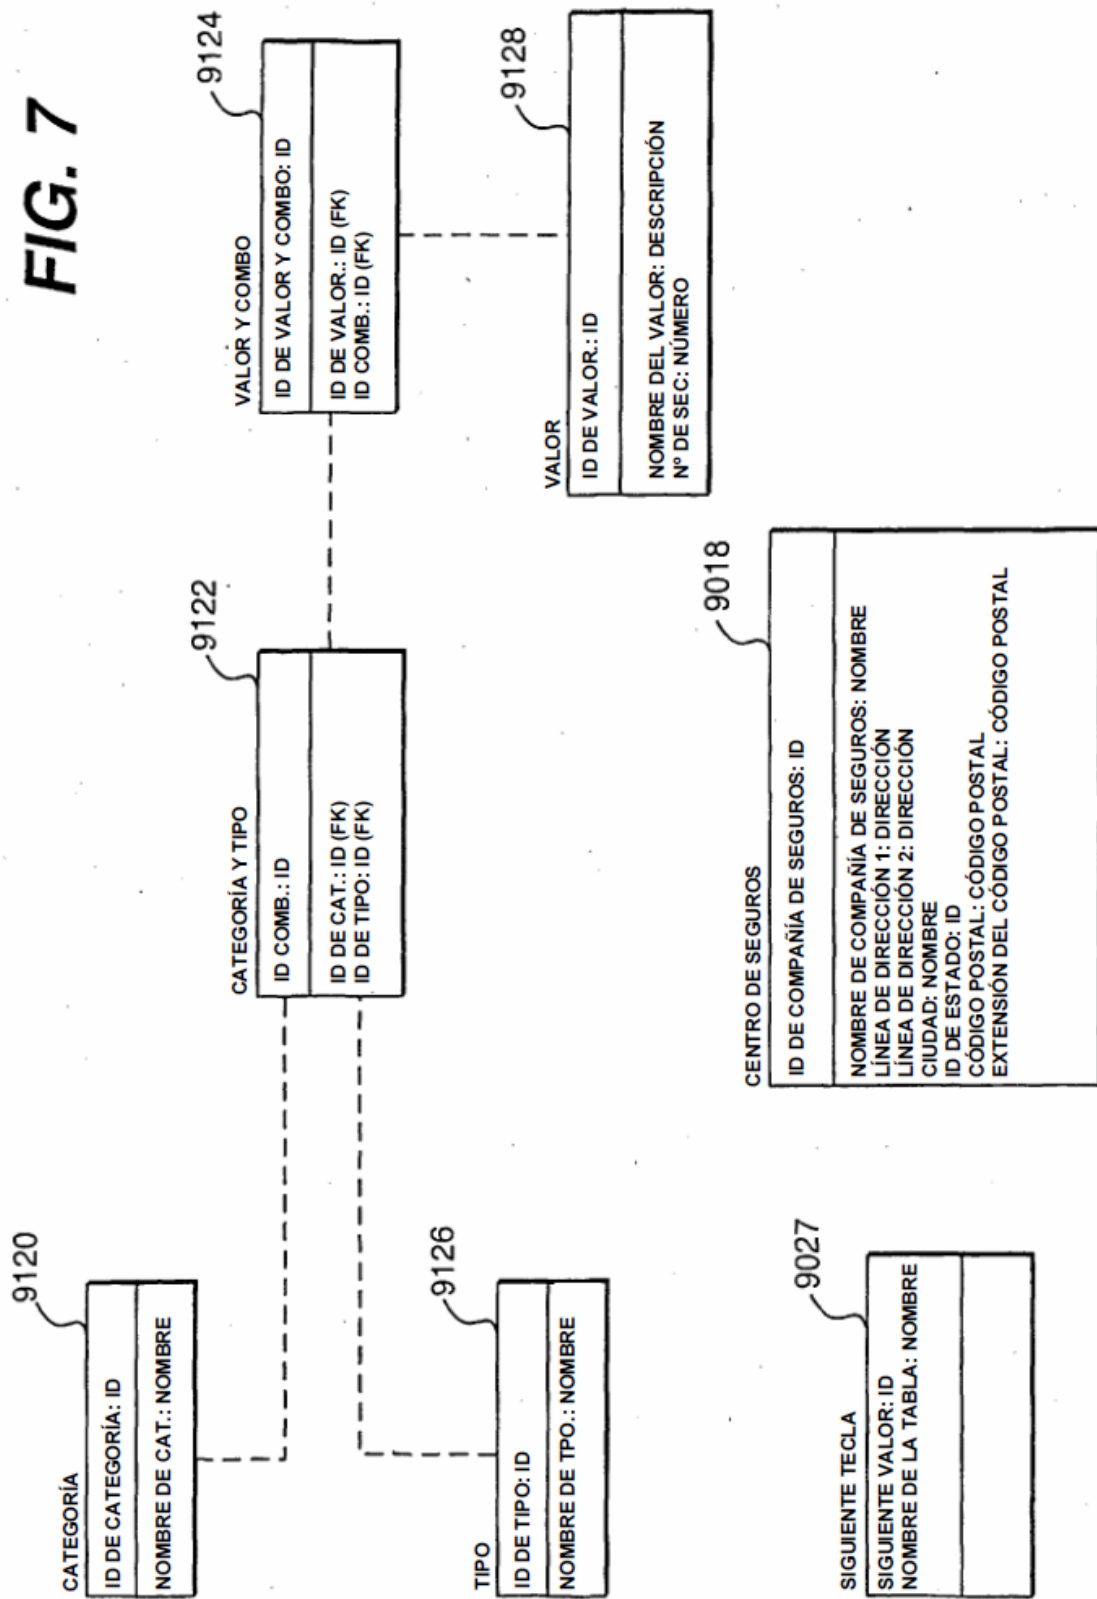 FIG. 7
CATEGORÍA
9120
ID DE CATEGORÍA: ID
NOMBRE DE CAT.: NOMBRE
CATEGORÍA Y TIPO
9122
ID COMB.: ID
ID DE CAT.: ID (FK)
ID DE TIPO: ID (FK)
VALOR Y COMBO
9124
ID DE VALOR Y COMBO: ID
ID DE VALOR.: ID (FK)
ID COMB.: ID (FK)
TIPO
9126
ID DE TIPO: ID
NOMBRE DE TPO.: NOMBRE
VALOR
9128
ID DE VALOR.: ID
NOMBRE DEL VALOR: DESCRIPCIÓN
Nº DE SEC: NÚMERO
SIGUIENTE TECLA
9027
SIGUIENTE VALOR: ID
NOMBRE DE LA TABLA: NOMBRE
CENTRO DE SEGUROS
9018
ID DE COMPAÑÍA DE SEGUROS: ID
NOMBRE DE COMPAÑÍA DE SEGUROS: NOMBRE
LÍNEA DE DIRECCIÓN 1: DIRECCIÓN
LÍNEA DE DIRECCIÓN 2: DIRECCIÓN
CIUDAD: NOMBRE
ID DE ESTADO: ID
CÓDIGO POSTAL: CÓDIGO POSTAL
EXTENSIÓN DEL CÓDIGO POSTAL: CÓDIGO POSTAL